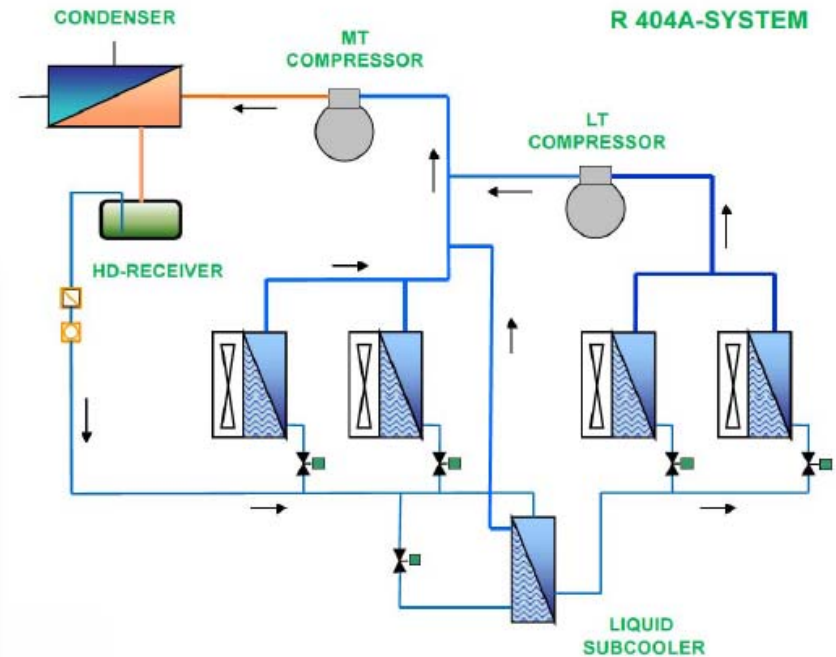 CONDENSER
R 404A-SYSTEM
MT
COMPRESSOR
LT
COMPRESSOR
HD-RECEIVER
LIQUID
SUBCOOLER